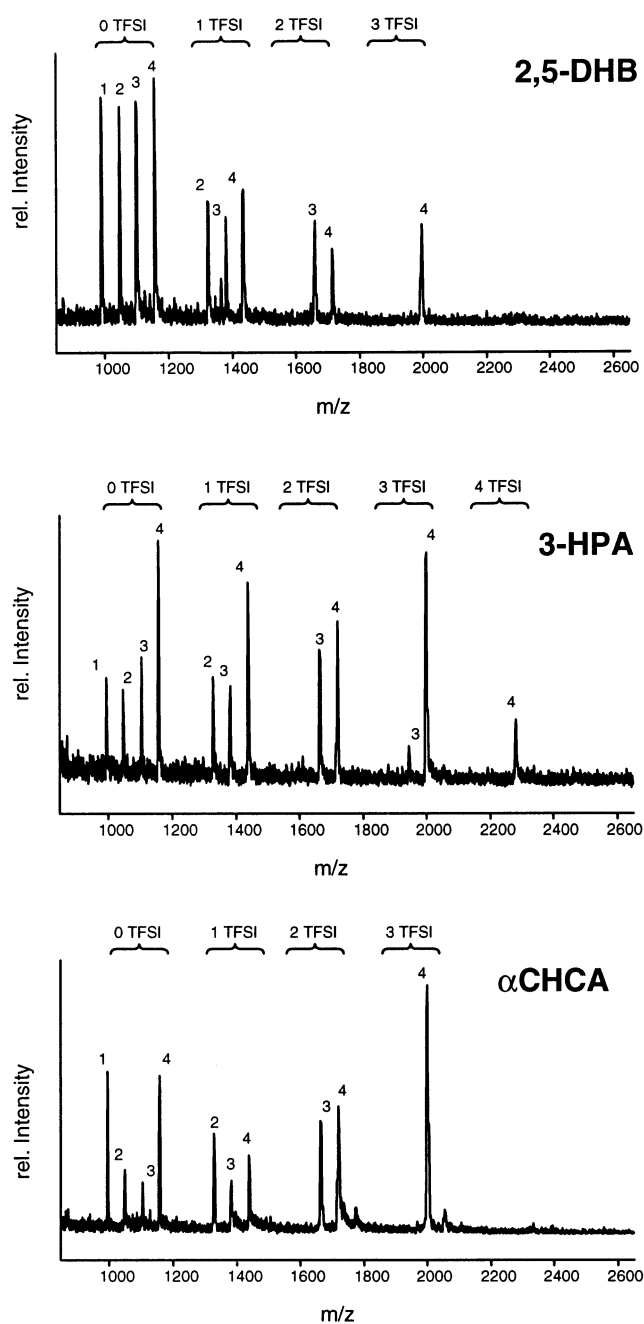 0 TFSI 1 TFSI 2 TFSI 3 TFSI
2,5-DHB
rel. Intensity
1 2 3 4
2 3 4
3 4
4
1000 1200 1400 1600 1800 2000 2200 2400 2600
m/z
0 TFSI 1 TFSI 2 TFSI 3 TFSI 4 TFSI
3-HPA
rel. Intensity
1 2 3 4
2 3 4
3 4
3 4
4
1000 1200 1400 1600 1800 2000 2200 2400 2600
m/z
0 TFSI 1 TFSI 2 TFSI 3 TFSI
αCHCA
rel. Intensity
1 2 3 4
2 3 4
3 4
4
1000 1200 1400 1600 1800 2000 2200 2400 2600
m/z